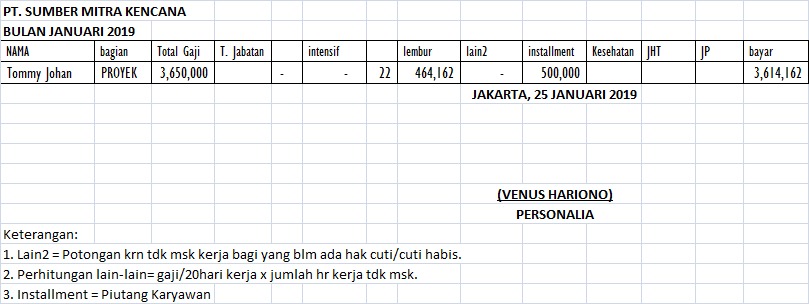 PT. SUMBER MITRA KENCANA
BULAN JANUARI 2019
NAMA bagian Total Gaji T. Jabatan intensif lembur lain2 installment Kesehatan JHT JP bayar
Tommy Johan PROYEK 3,650,000 - - 22 464,162 - 500,000 3,614,162
JAKARTA, 25 JANUARI 2019
(VENUS HARIONO)
PERSONALIA
Keterangan:
1. Lain2 = Potongan krn tdk msk kerja bagi yang blm ada hak cuti/cuti habis.
2. Perhitungan lain-lain= gaji/20hari kerja x jumlah hr kerja tdk msk.
3. Installment = Piutang Karyawan